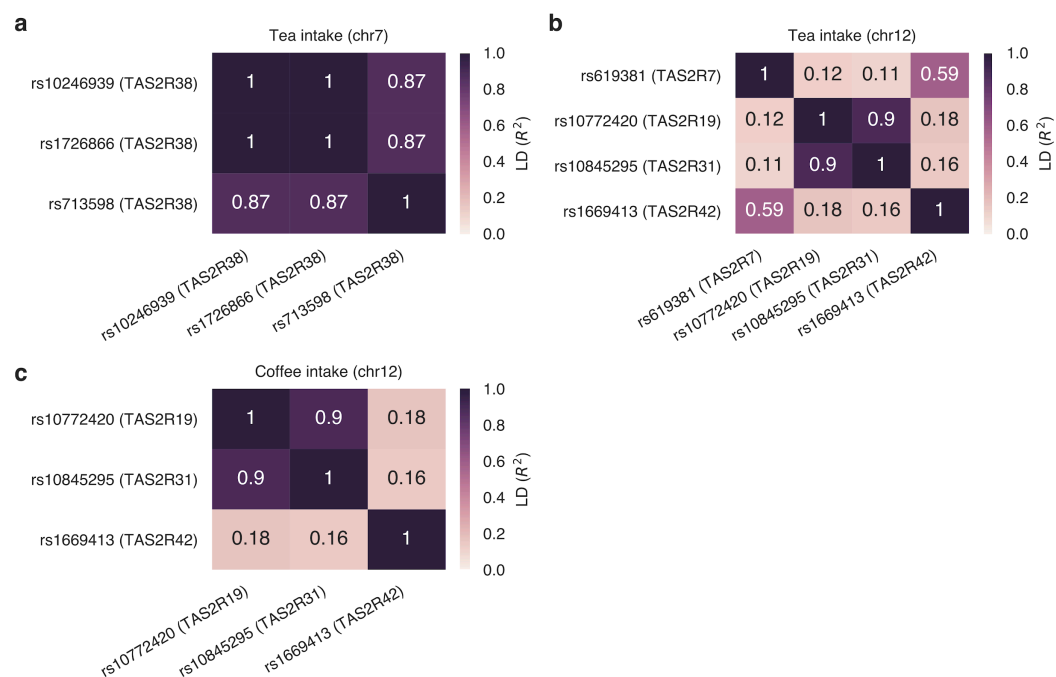 a
Tea intake (chr7)
rs10246939 (TAS2R38) 1 1 0.87
rs1726866 (TAS2R38) 1 1 0.87
rs713598 (TAS2R38) 0.87 0.87 1
rs10246939 (TAS2R38)
rs1726866 (TAS2R38)
rs713598 (TAS2R38)
1.0
0.8
0.6
0.4
0.2
0.0
LD (R²)
b
Tea intake (chr12)
rs619381 (TAS2R7) 1 0.12 0.11 0.59
rs10772420 (TAS2R19) 0.12 1 0.9 0.18
rs10845295 (TAS2R31) 0.11 0.9 1 0.16
rs1669413 (TAS2R42) 0.59 0.18 0.16 1
rs619381 (TAS2R7)
rs10772420 (TAS2R19)
rs10845295 (TAS2R31)
rs1669413 (TAS2R42)
1.0
0.8
0.6
0.4
0.2
0.0
LD (R²)
c
Coffee intake (chr12)
rs10772420 (TAS2R19) 1 0.9 0.18
rs10845295 (TAS2R31) 0.9 1 0.16
rs1669413 (TAS2R42) 0.18 0.16 1
rs10772420 (TAS2R19)
rs10845295 (TAS2R31)
rs1669413 (TAS2R42)
1.0
0.8
0.6
0.4
0.2
0.0
LD (R²)